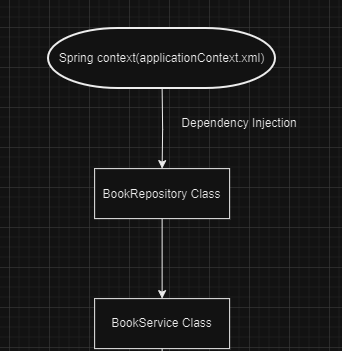 Spring context(applicationContext.xml)
Dependency Injection
BookRepository Class
BookService Class